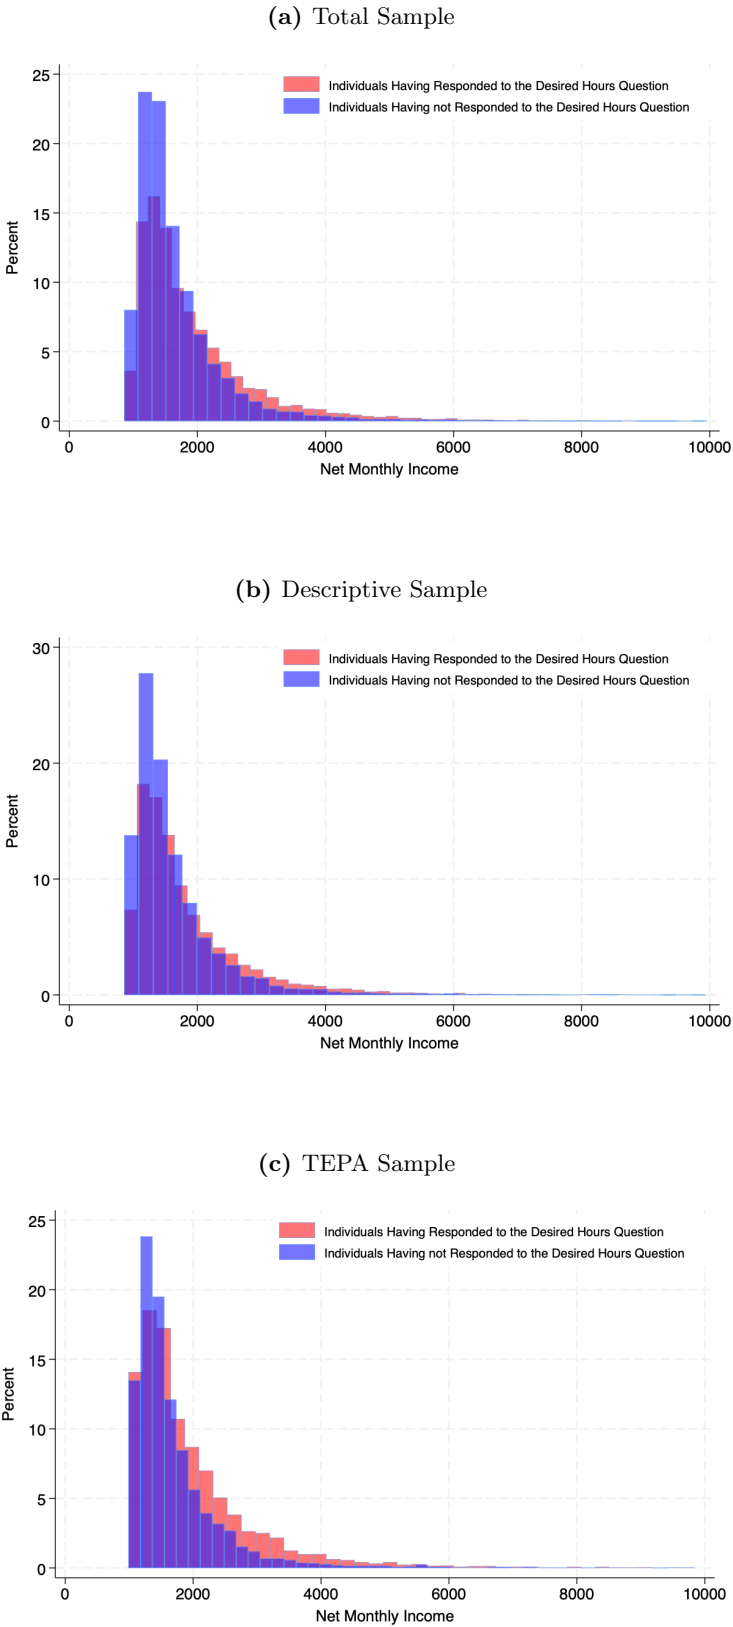 (a) Total Sample
25
20
15
10
5
0
Percent
Individuals Having Responded to the Desired Hours Question
Individuals Having not Responded to the Desired Hours Question
0 2000 4000 6000 8000 10000
Net Monthly Income
(b) Descriptive Sample
30
20
10
0
Percent
Individuals Having Responded to the Desired Hours Question
Individuals Having not Responded to the Desired Hours Question
0 2000 4000 6000 8000 10000
Net Monthly Income
(c) TEPA Sample
25
20
15
10
5
0
Percent
Individuals Having Responded to the Desired Hours Question
Individuals Having not Responded to the Desired Hours Question
0 2000 4000 6000 8000 10000
Net Monthly Income